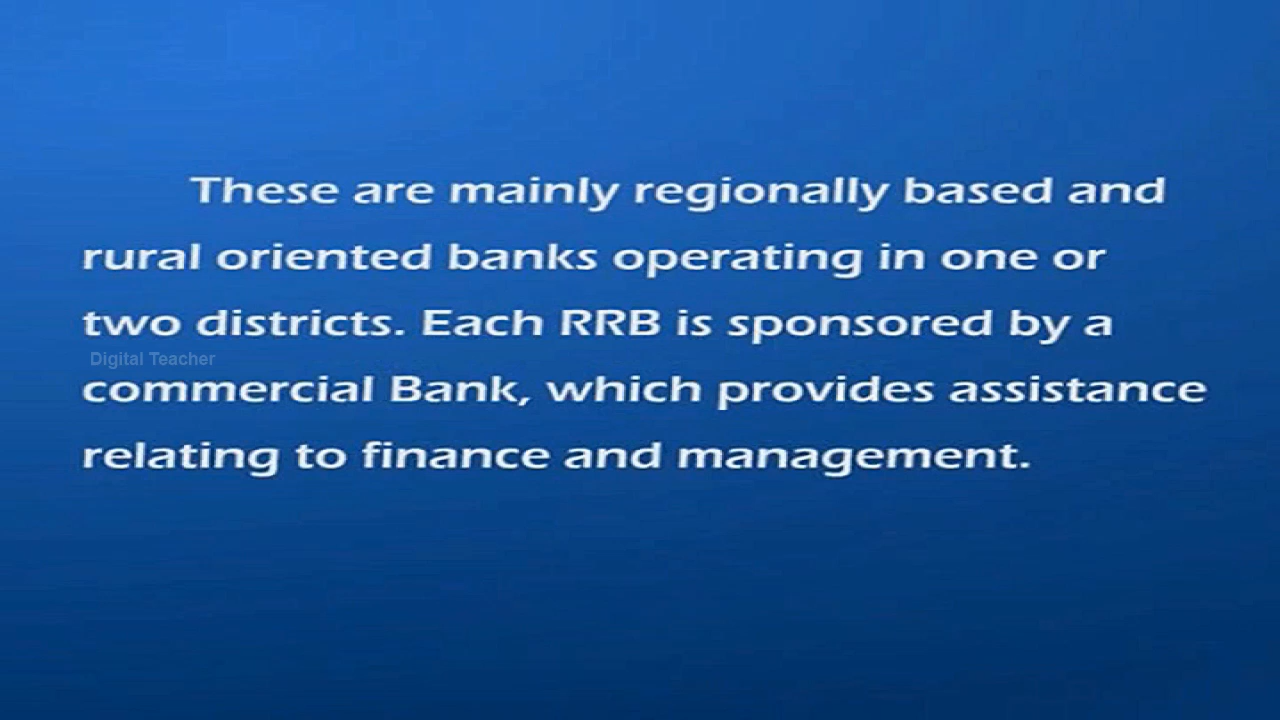 These are mainly regionally based and
rural oriented banks operating in one or
two districts. Each RRB is sponsored by a
Digital Teacher
commercial Bank, which provides assistance
relating to finance and management.